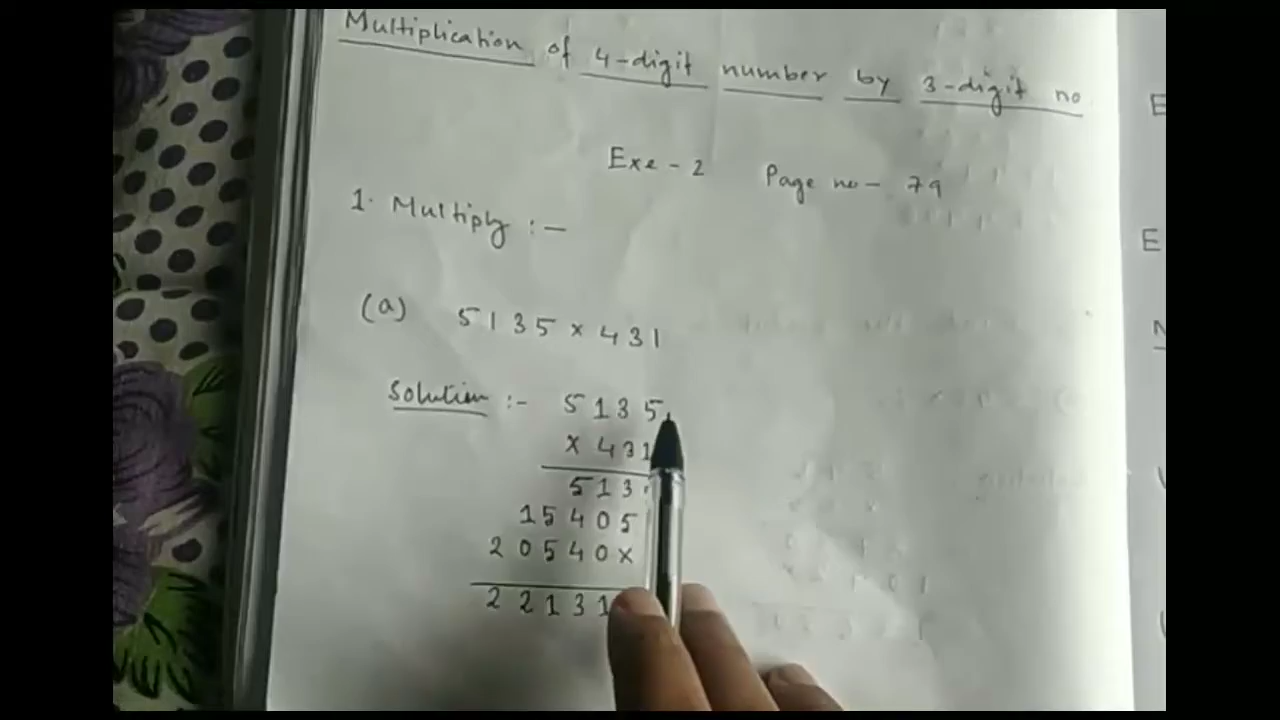 Multiplication of 4-digit number by 3-digit no
Exe - 2 Page no - 79
1. Multiply :-
(a) 5135 x 431
Solution :- 5135
x 431
513
15405
20540x
22131
E
E